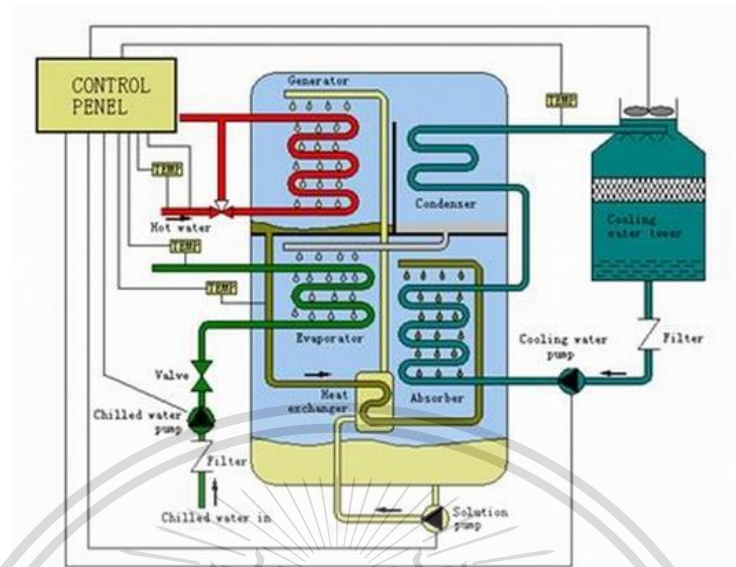 Generator
CONTROL
PENEL
TEMP
TEMP
Condenser
Hot water
Cooling
water tower
TEMP
TEMP
Evaporator
Cooling water
pump
Filter
Valve
Heat
exchanger
Absorber
Chilled water
pump
Filter
Chilled water in
Solution
pump